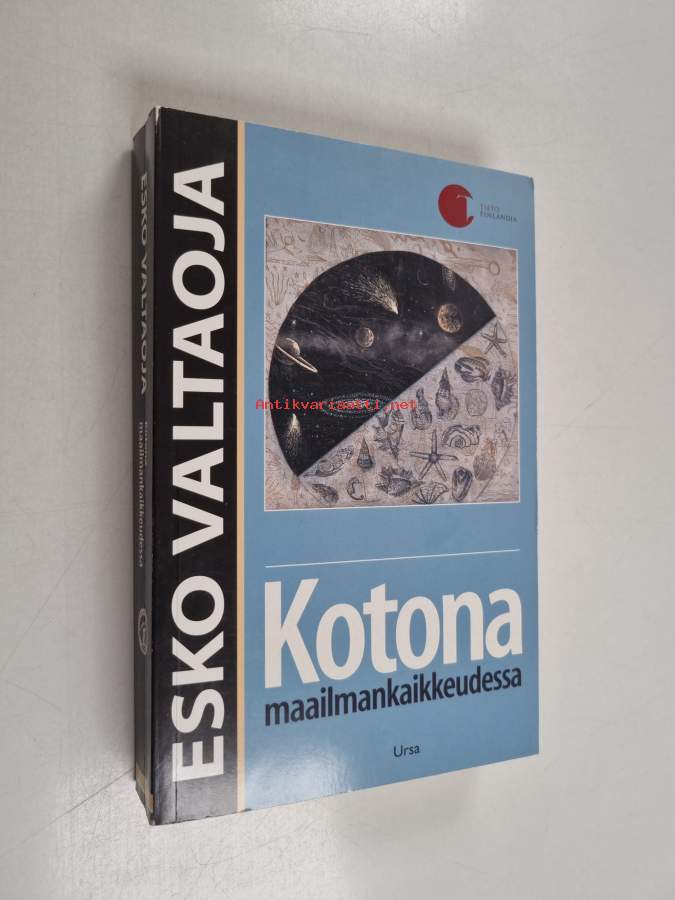 ESKO VALTAOJA
TIETO
FINLANDIA
Antikvariaatti.net
Kotona
maailmankaikkeudessa
Ursa
ESKO VALTAOJA
maailmankaikkeudessa